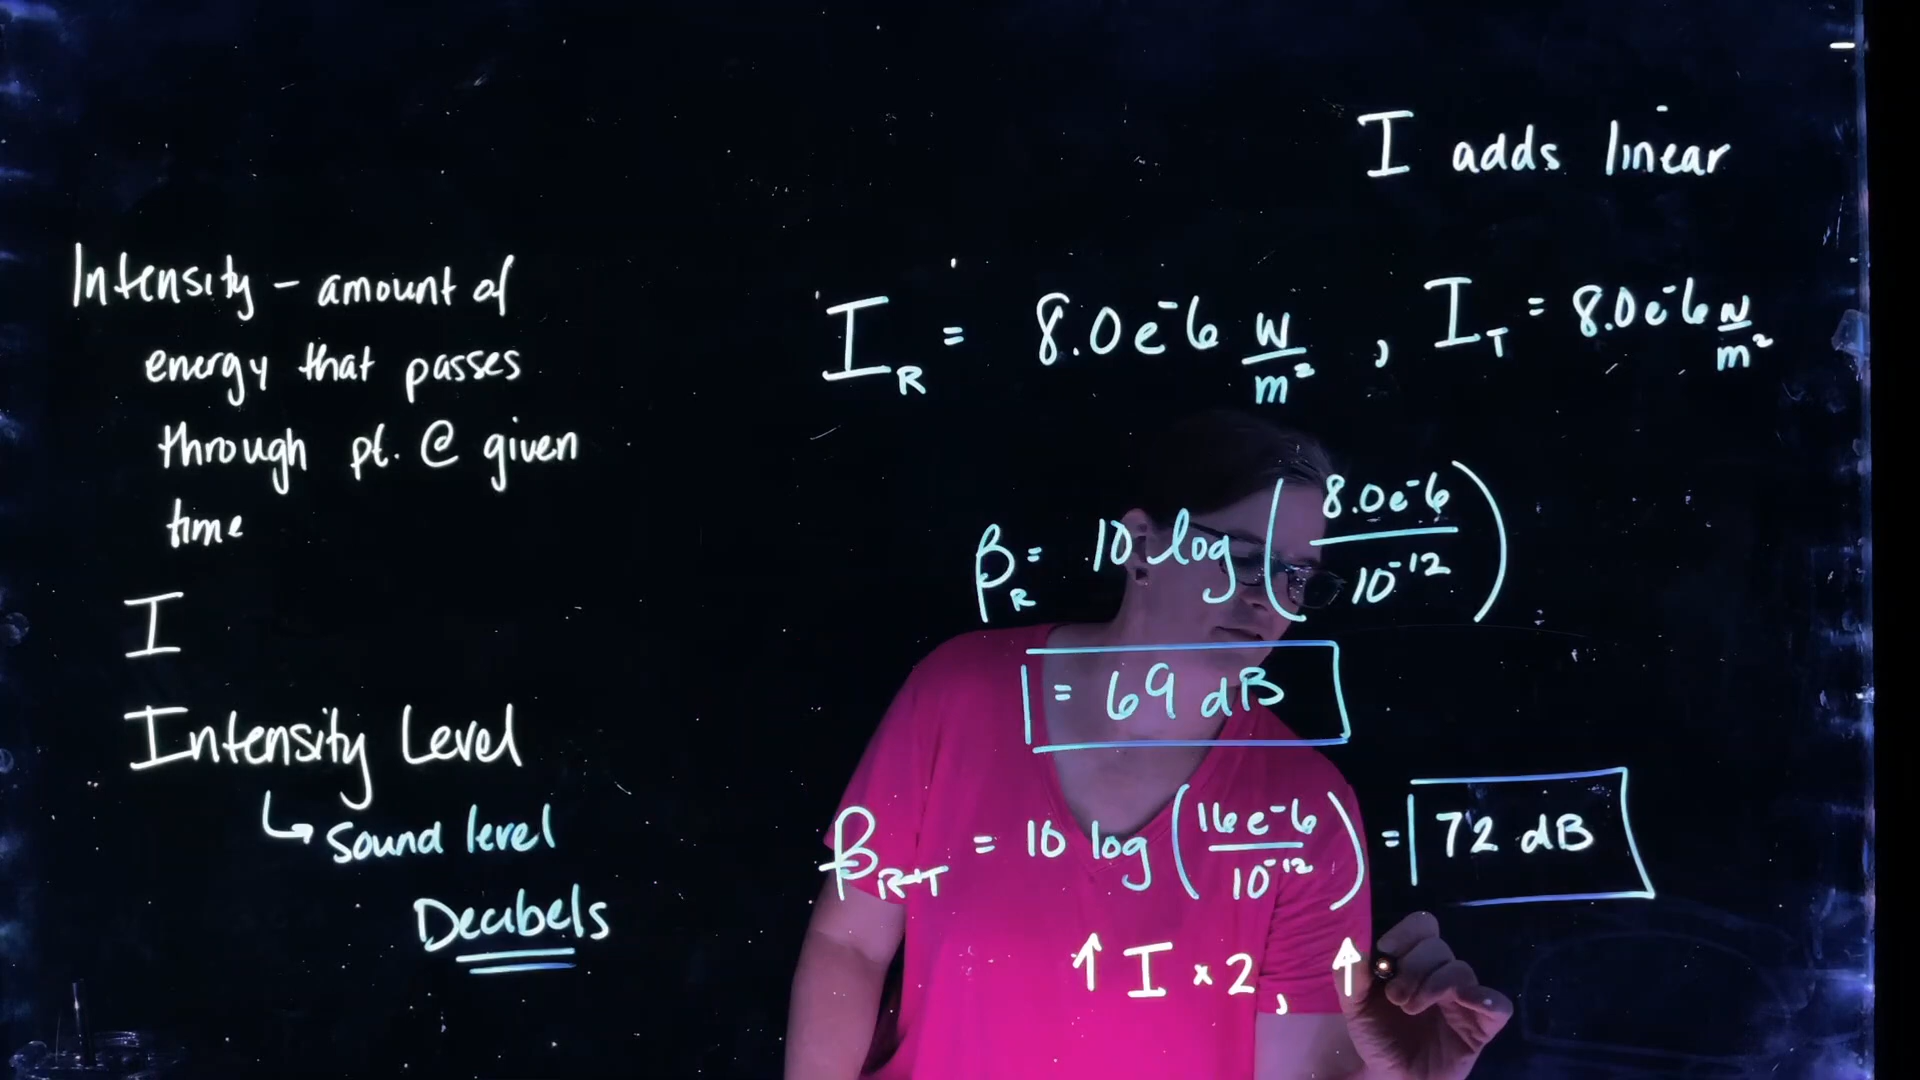 I adds linear
Intensity – amount of
energy that passes
through pt. @ given
time
I
Intensity Level
↳ Sound level
Decibels
I_R = 8.0e⁻6 W/m² , I_T = 8.0e⁻6 W/m²
β_R = 10 log (8.0e⁻6 / 10⁻¹²)
= 69 dB
β_R+T = 10 log (16e⁻6 / 10⁻¹²) = 72 dB
↑ I × 2, ↑